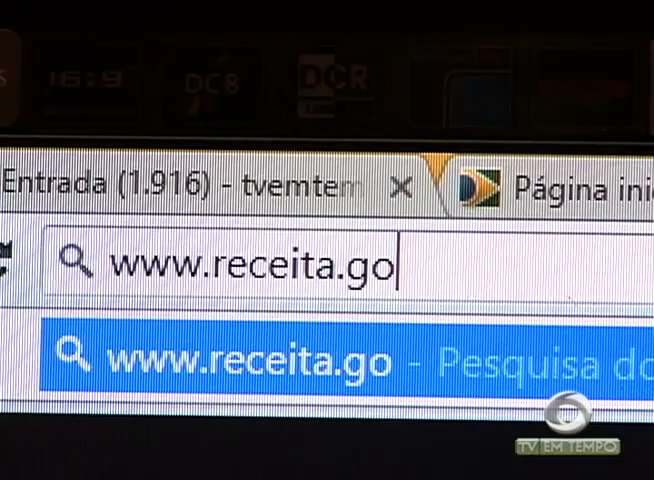 16:9 DCB DCR
Entrada (1.916) - tvemtem Página ini
www.receita.go
www.receita.go - Pesquisa do
TV EM TEMPO